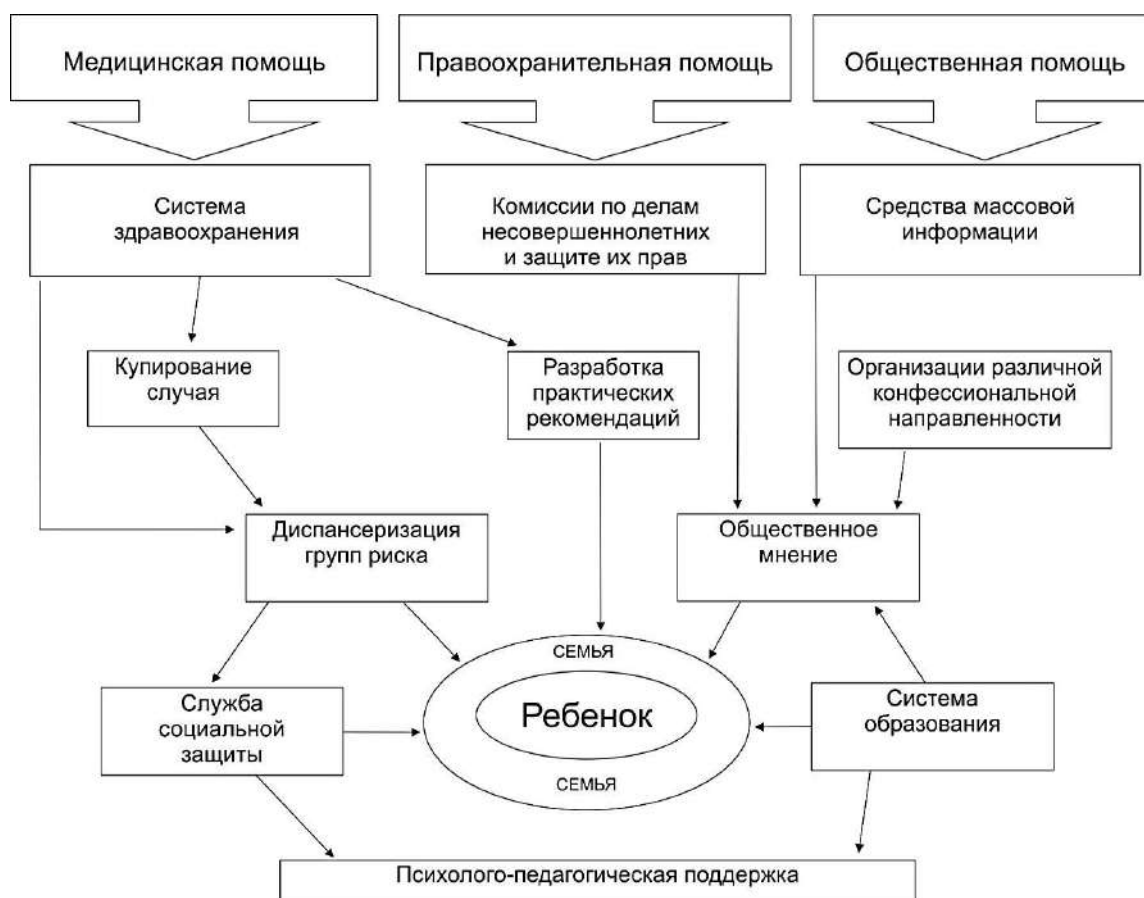 Медицинская помощь
Правоохранительная помощь
Общественная помощь
Система
здравоохранения
Комиссии по делам
несовершеннолетних
и защите их прав
Средства массовой
информации
Купирование
случая
Разработка
практических
рекомендаций
Организации различной
конфессиональной
направленности
Диспансеризация
групп риска
Общественное
мнение
СЕМЬЯ
Ребенок
СЕМЬЯ
Служба
социальной
защиты
Система
образования
Психолого-педагогическая поддержка